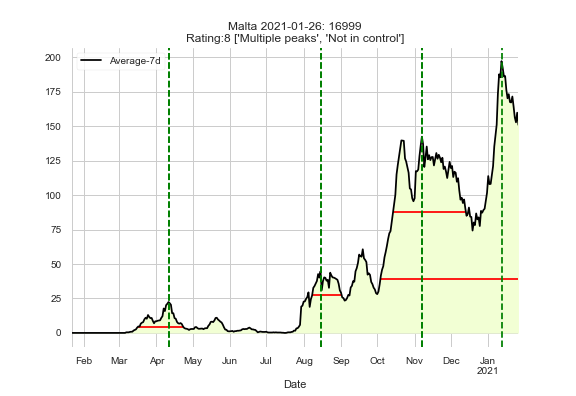 Malta 2021-01-26: 16999
Rating:8 ['Multiple peaks', 'Not in control']
Average-7d
200
175
150
125
100
75
50
25
0
Feb Mar Apr May Jun Jul Aug Sep Oct Nov Dec Jan
2021
Date